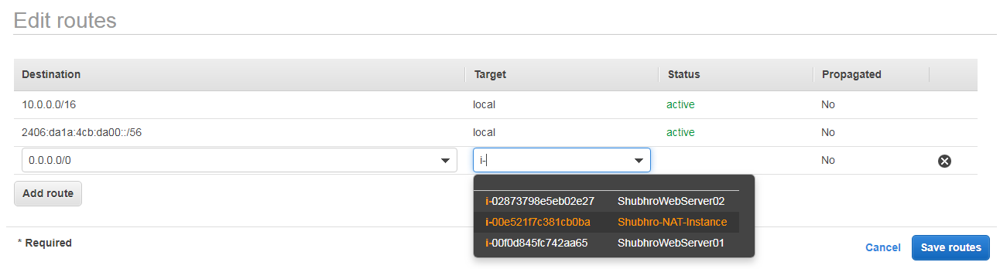 Edit routes
Destination Target Status Propagated
10.0.0.0/16 local active No
2406:da1a:4cb:da00::/56 local active No
0.0.0.0/0 i- No
Add route
i-02873798e5eb02e27 ShubhroWebServer02
i-00e521f7c381cb0ba Shubhro-NAT-Instance
i-00f0d845fc742aa65 ShubhroWebServer01
* Required
Cancel Save routes